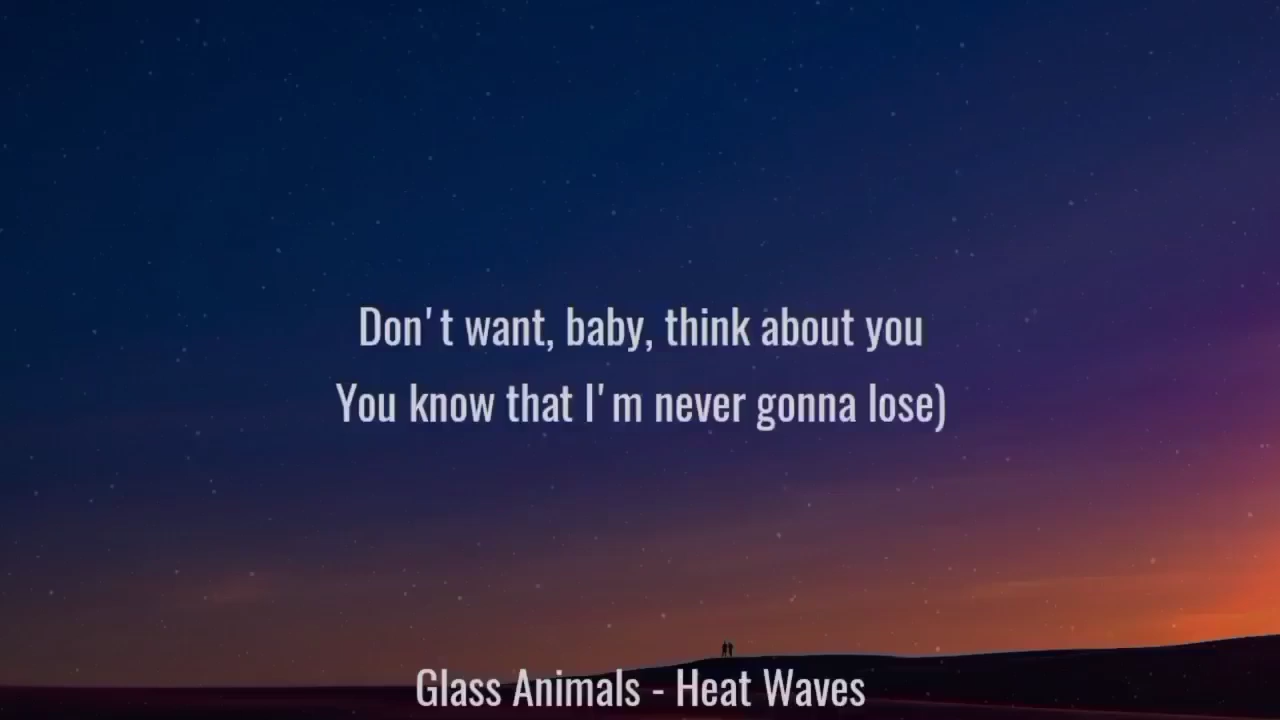 Don't want, baby, think about you
You know that I'm never gonna lose)
Glass Animals - Heat Waves